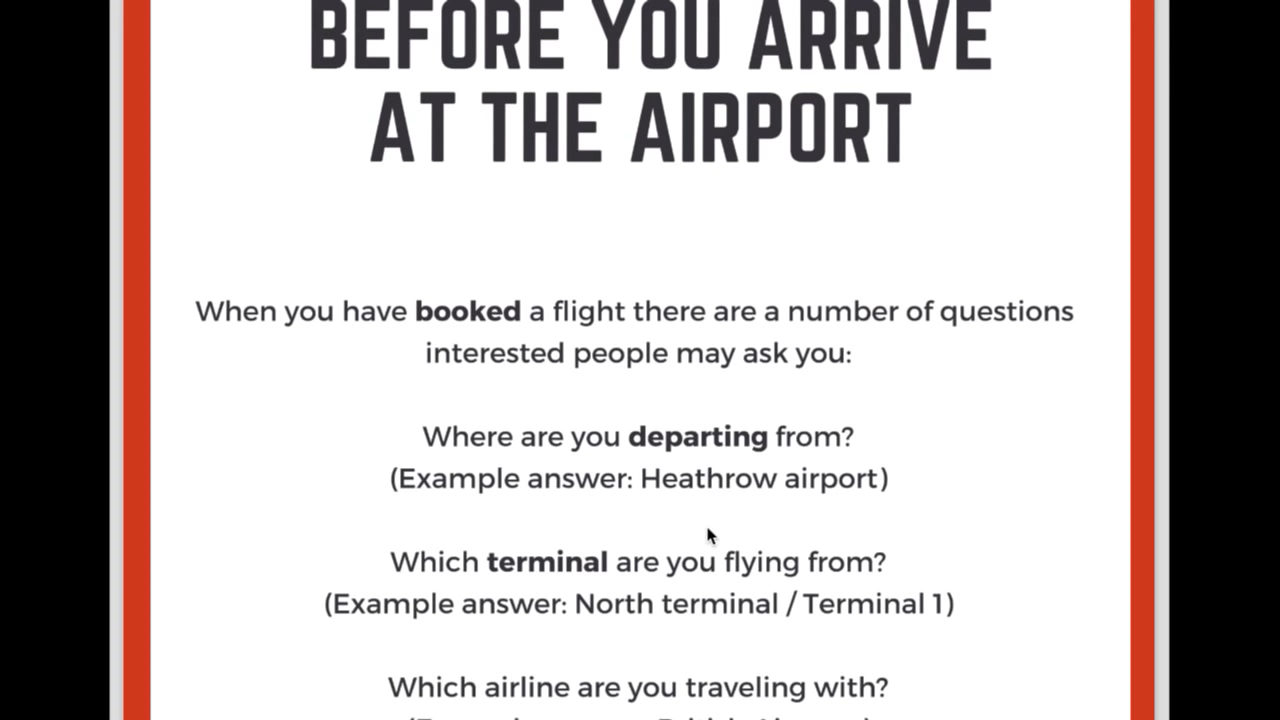 BEFORE YOU ARRIVE
AT THE AIRPORT
When you have booked a flight there are a number of questions
interested people may ask you:
Where are you departing from?
(Example answer: Heathrow airport)
Which terminal are you flying from?
(Example answer: North terminal / Terminal 1)
Which airline are you traveling with?